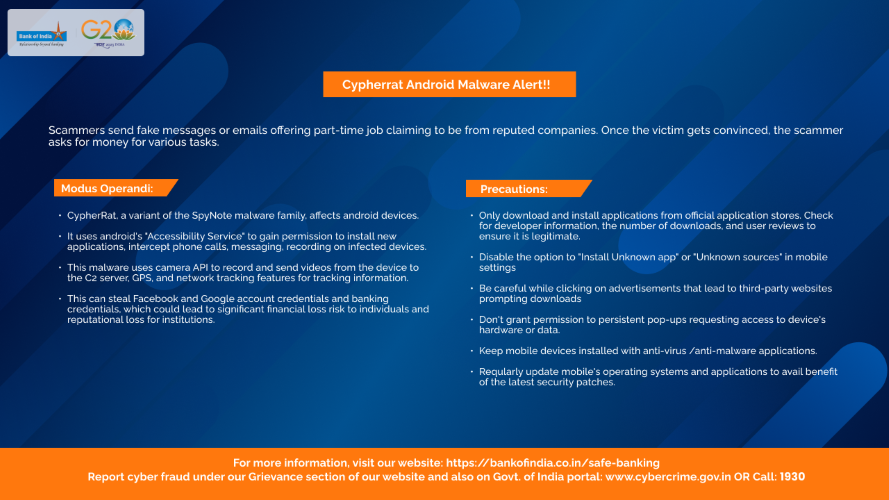 Bank of India
Relationship beyond banking
G20
भारत 2023 INDIA
Cypherrat Android Malware Alert!!
Scammers send fake messages or emails offering part-time job claiming to be from reputed companies. Once the victim gets convinced, the scammer
asks for money for various tasks.
Modus Operandi:
• CypherRat, a variant of the SpyNote malware family, affects android devices.
• It uses android's "Accessibility Service" to gain permission to install new
applications, intercept phone calls, messaging, recording on infected devices.
• This malware uses camera API to record and send videos from the device to
the C2 server, GPS, and network tracking features for tracking information.
• This can steal Facebook and Google account credentials and banking
credentials, which could lead to significant financial loss risk to individuals and
reputational loss for institutions.
Precautions:
• Only download and install applications from official application stores. Check
for developer information, the number of downloads, and user reviews to
ensure it is legitimate.
• Disable the option to "Install Unknown app" or "Unknown sources" in mobile
settings
• Be careful while clicking on advertisements that lead to third-party websites
prompting downloads
• Don't grant permission to persistent pop-ups requesting access to device's
hardware or data.
• Keep mobile devices installed with anti-virus /anti-malware applications.
• Reqularly update mobile's operating systems and applications to avail benefit
of the latest security patches.
For more information, visit our website: https://bankofindia.co.in/safe-banking
Report cyber fraud under our Grievance section of our website and also on Govt. of India portal: www.cybercrime.gov.in OR Call: 1930